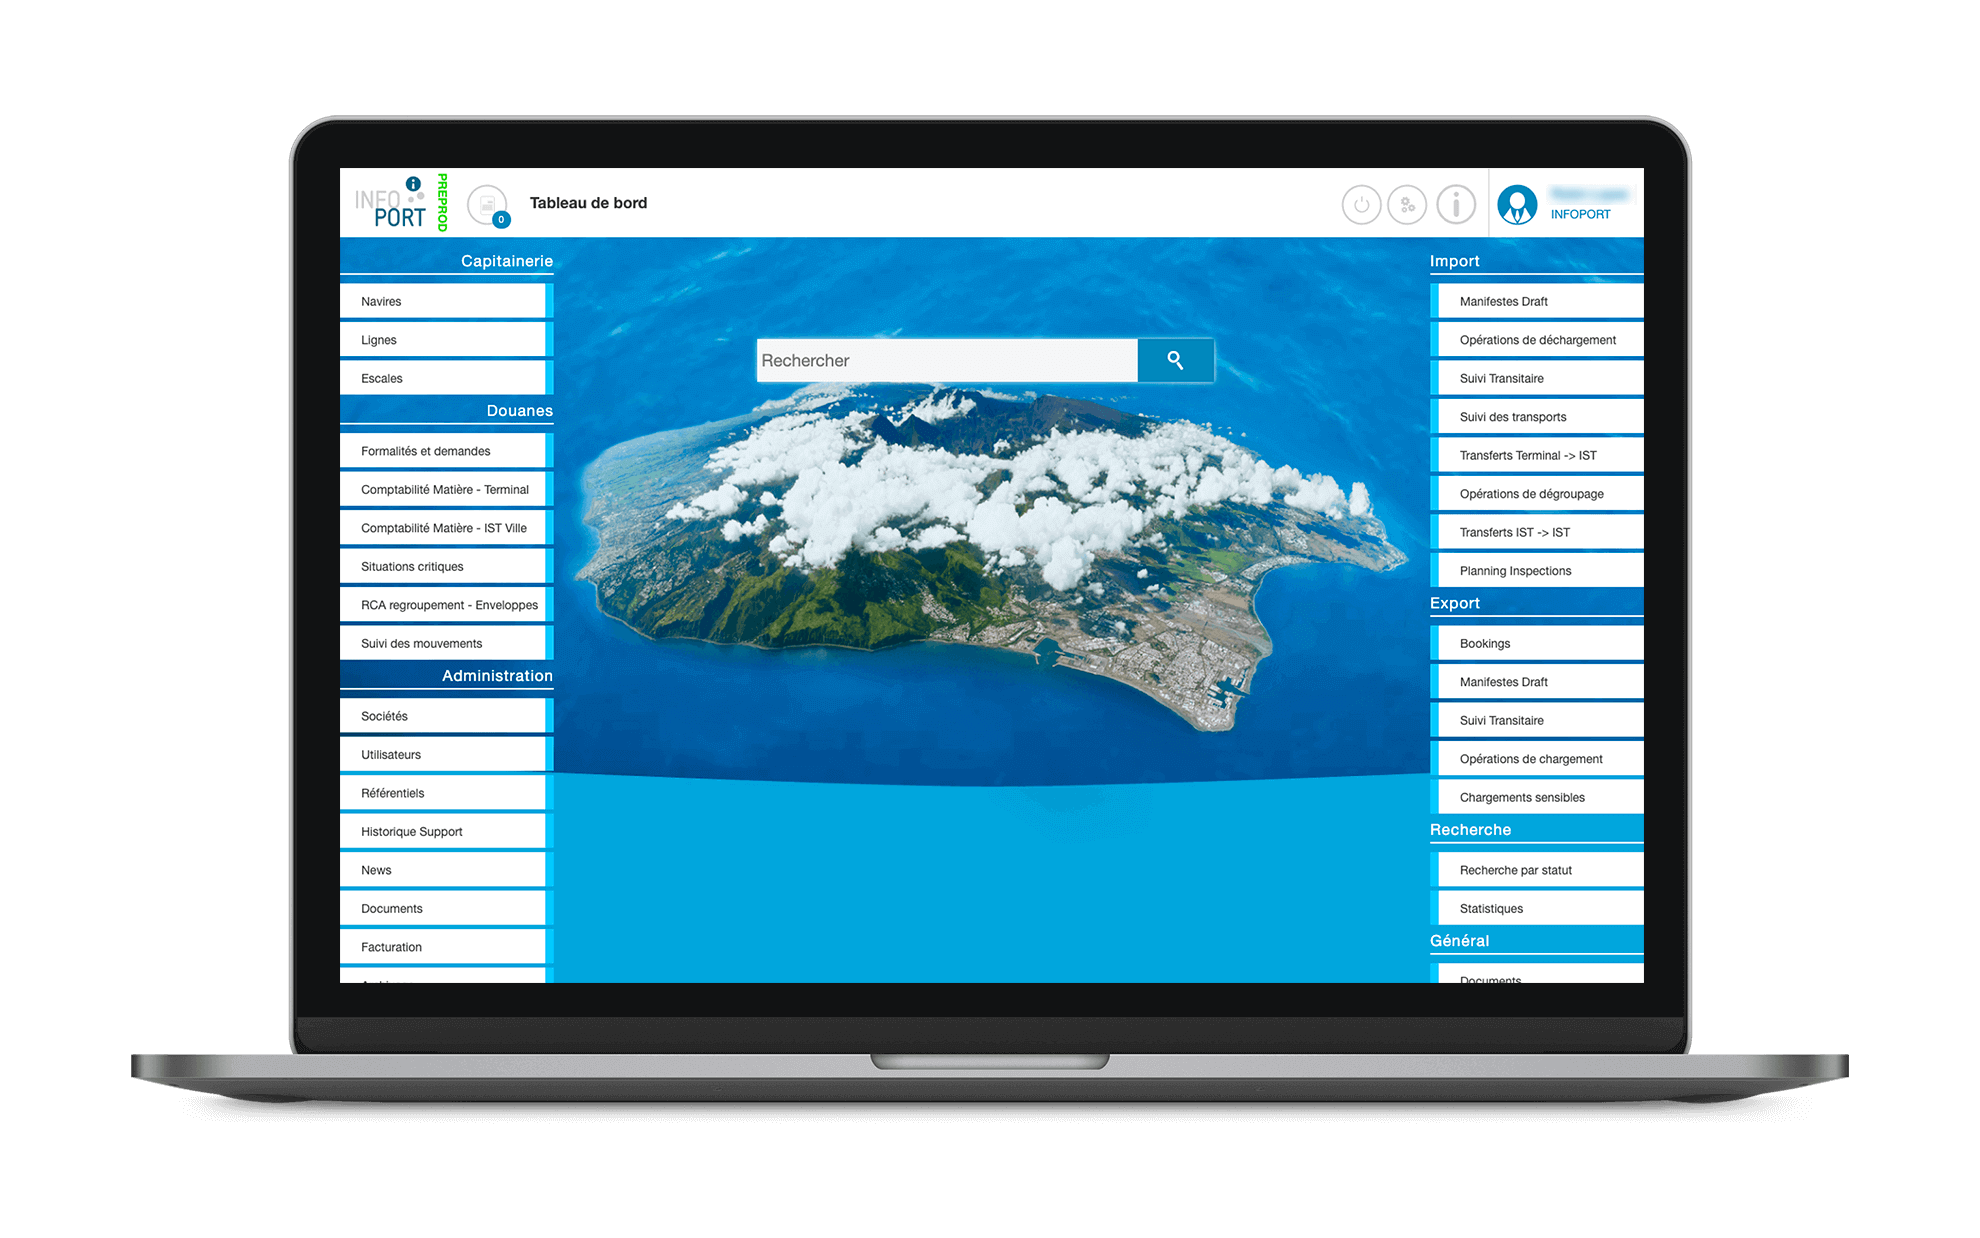 INFO
PORT
PREPROD
0
Tableau de bord
INFOPORT
Capitainerie
Navires
Lignes
Escales
Douanes
Formalités et demandes
Comptabilité Matière - Terminal
Comptabilité Matière - IST Ville
Situations critiques
RCA regroupement - Enveloppes
Suivi des mouvements
Administration
Sociétés
Utilisateurs
Référentiels
Historique Support
News
Documents
Facturation
Rechercher
Import
Manifestes Draft
Opérations de déchargement
Suivi Transitaire
Suivi des transports
Transferts Terminal -> IST
Opérations de dégroupage
Transferts IST -> IST
Planning Inspections
Export
Bookings
Manifestes Draft
Suivi Transitaire
Opérations de chargement
Chargements sensibles
Recherche
Recherche par statut
Statistiques
Général
Documents